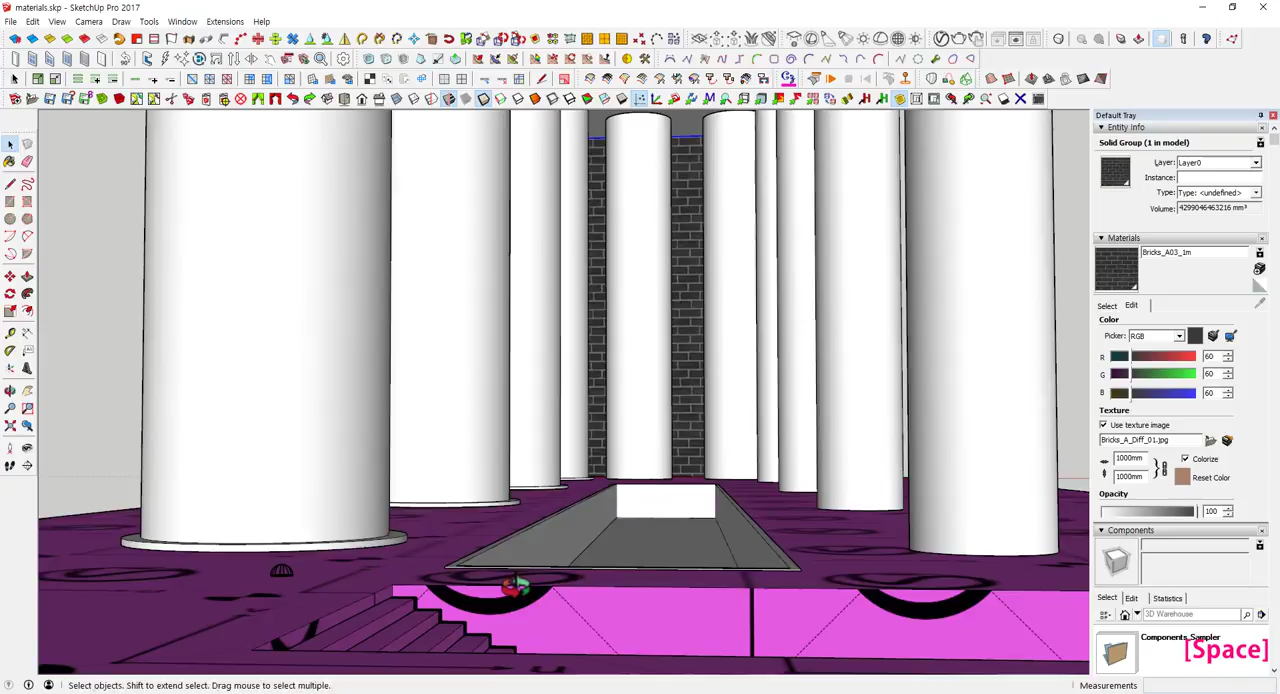 materials.skp - SketchUp Pro 2017
File Edit View Camera Draw Tools Window Extensions Help
Default Tray
Entity Info
Solid Group (1 in model)
Layer: Layer0
Instance:
Type: Type: <undefined>
Volume: 4299046463216 mm³
Materials
Bricks_A03_1m
Select Edit
Color
Picker: RGB
R 60
G 60
B 60
Texture
Use texture image
Bricks_A_Diff_01.jpg
1000mm Colorize
1000mm Reset Color
Opacity
100
Components
Select Edit Statistics
3D Warehouse
Components_Sampler
[Space]
Select objects. Shift to extend select. Drag mouse to select multiple.
Measurements